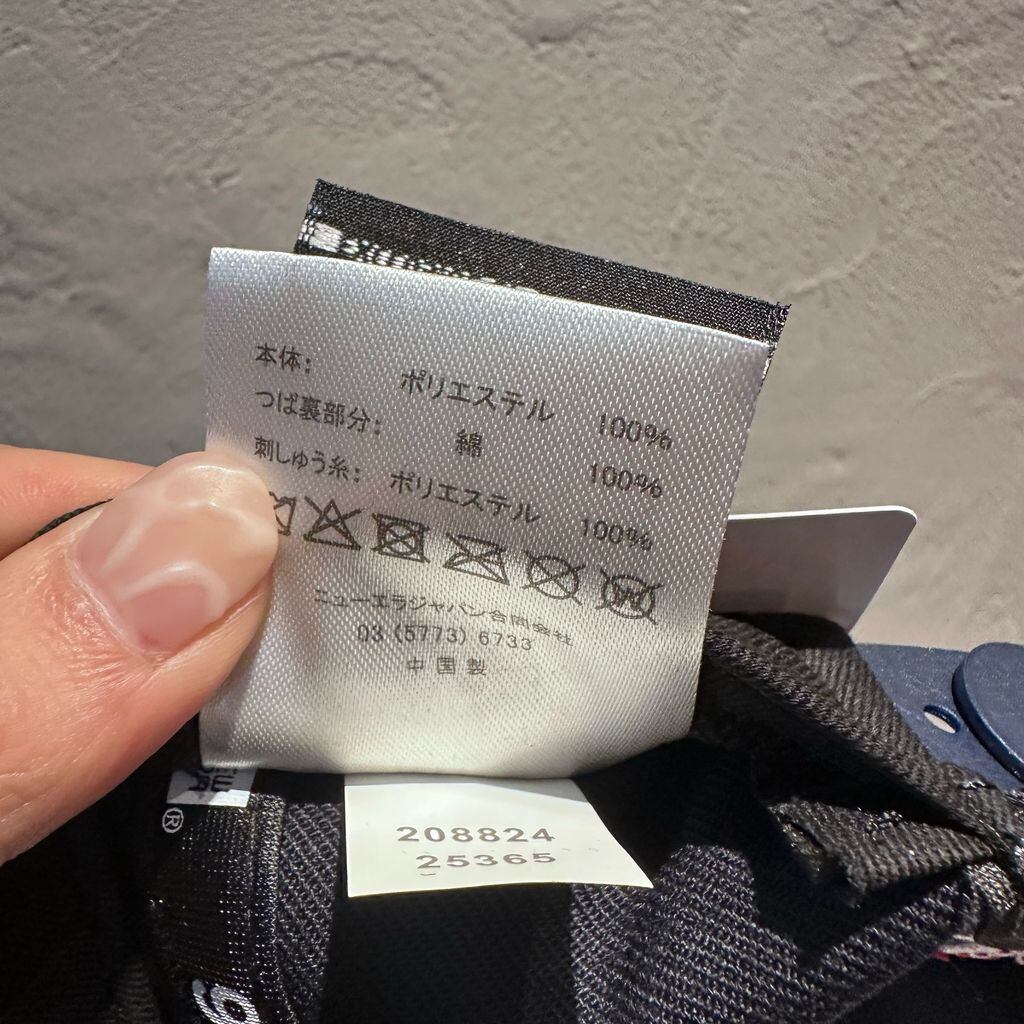 本体: ポリエステル 100%
つば裏部分: 綿 100%
刺しゅう糸: ポリエステル 100%
ニューエラジャパン合同会社
03 (5773) 6733
中国製
®
208824
25365
9